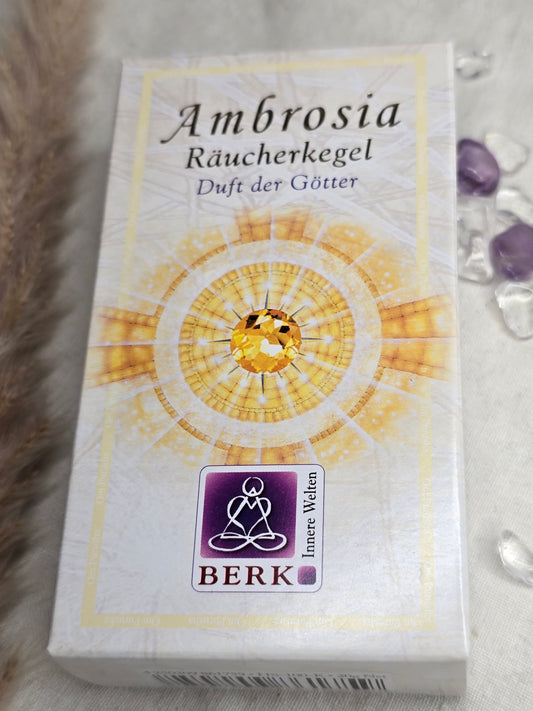 Ambrosia
Räucherkegel
Duft der Götter
Innere Welten
BERK